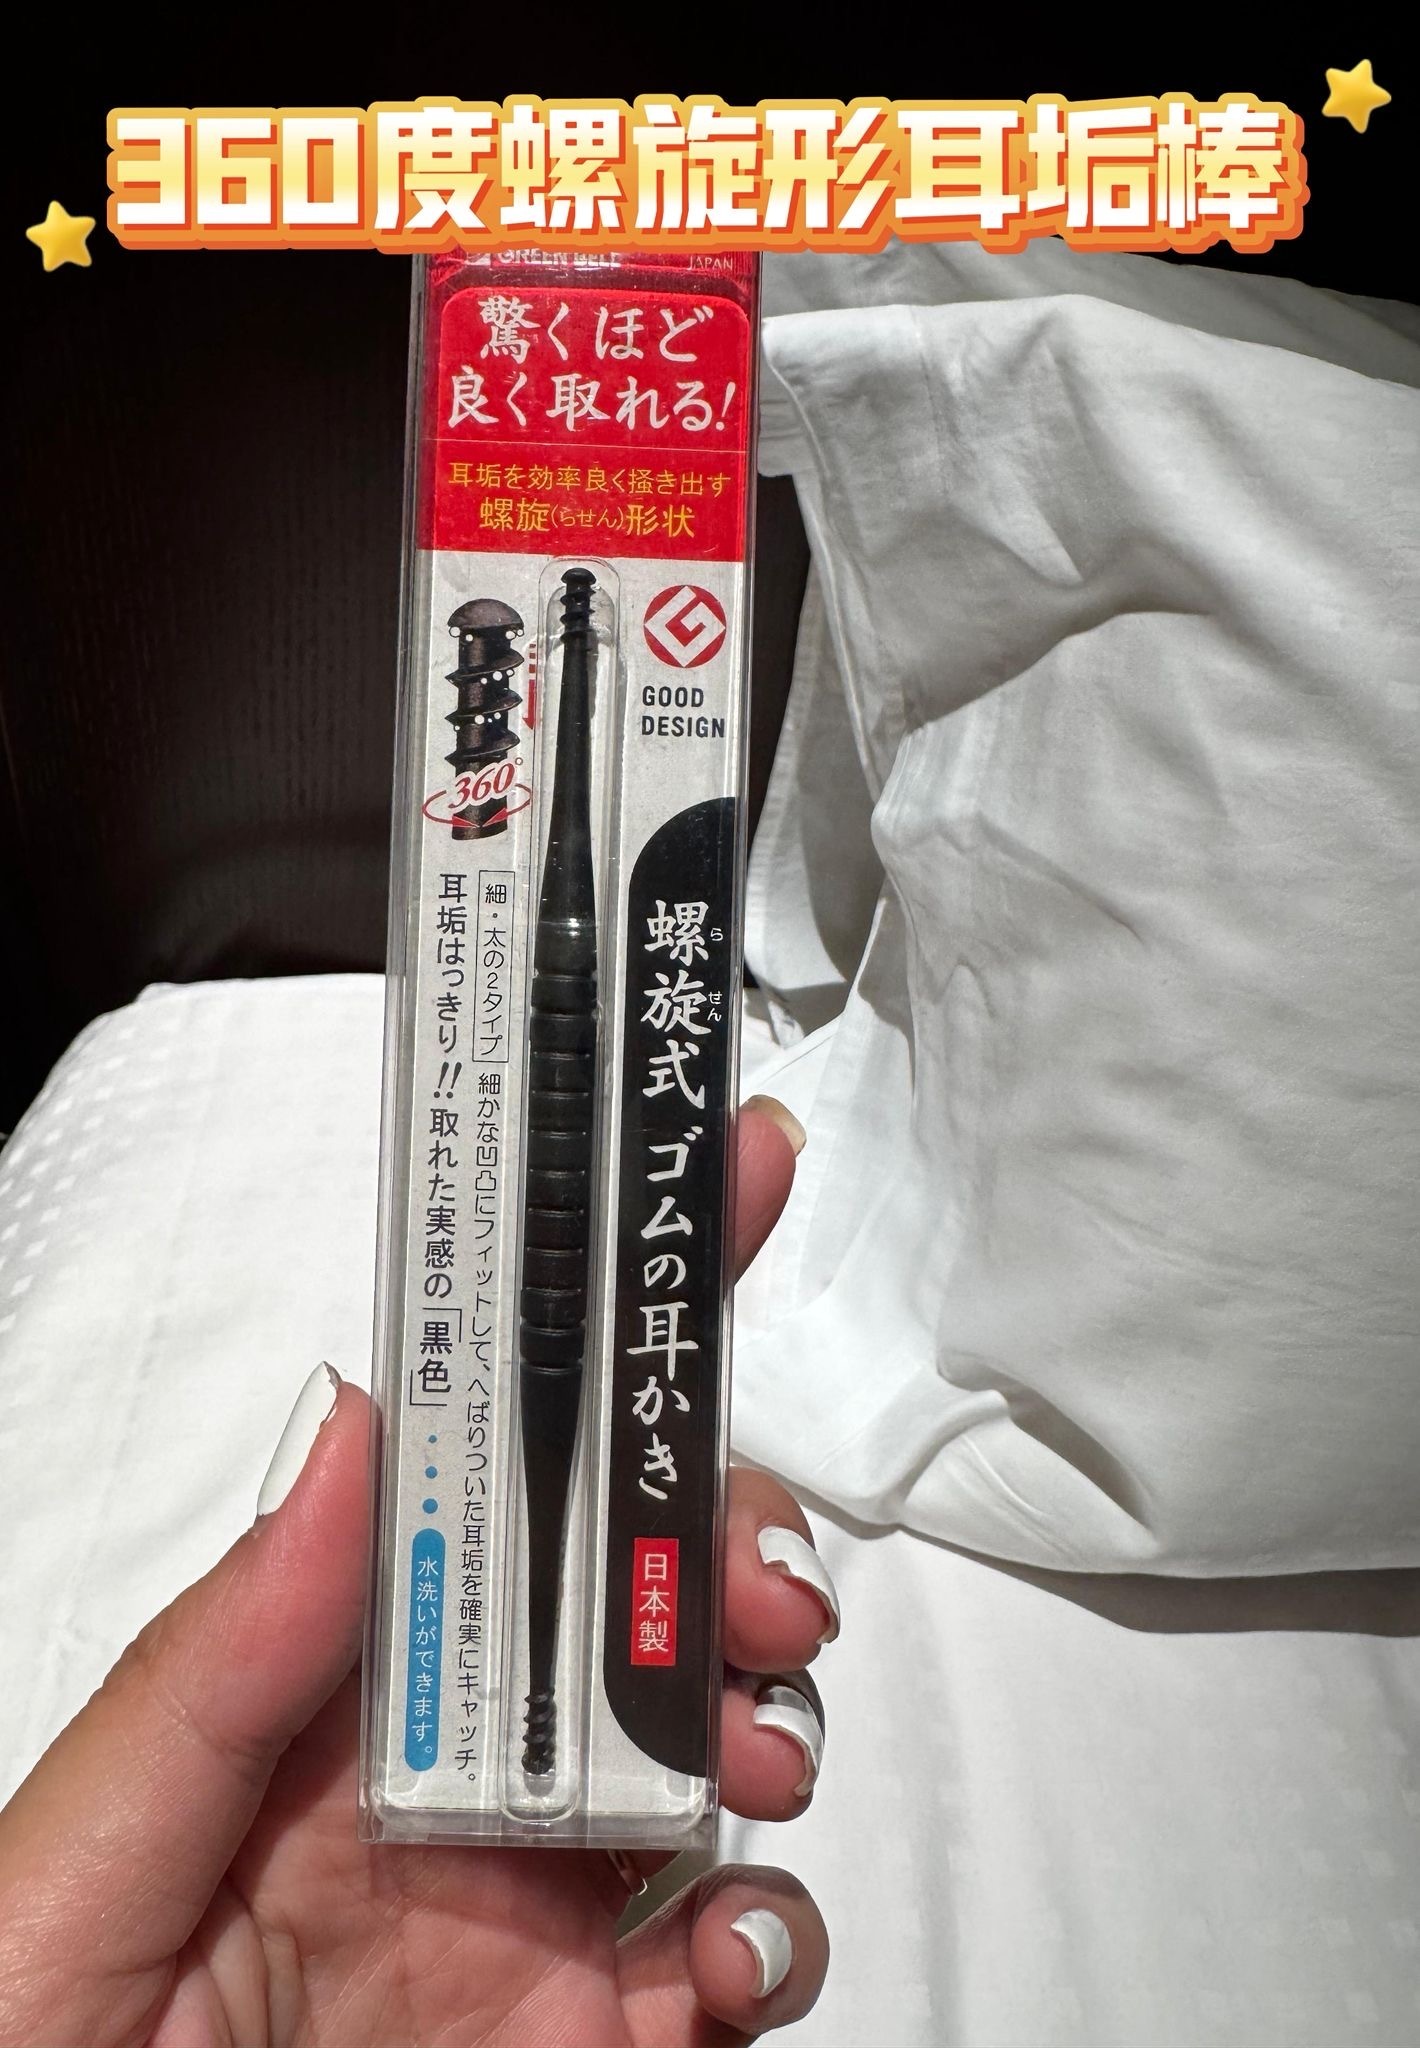 360度螺旋形耳垢棒
GREEN BELL
JAPAN
驚くほど
良く取れる!
耳垢を効率良く掻き出す
螺旋(らせん)形状
G
GOOD
DESIGN
360°
螺旋式ゴムの耳かき
らせん
日本製
細・太の2タイプ
細かな凹凸にフィットして、へばりついた耳垢を確実にキャッチ。
耳垢はっきり!!取れた実感の「黒色」
水洗いができます。